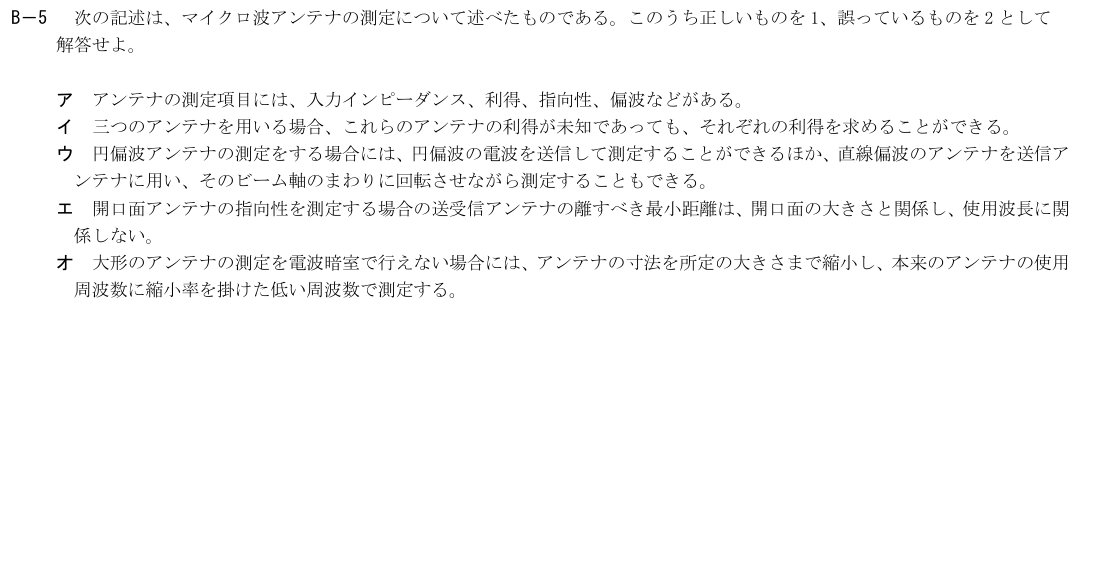 B－5　次の記述は、マイクロ波アンテナの測定について述べたものである。このうち正しいものを 1、誤っているものを 2 として
解答せよ。
ア　アンテナの測定項目には、入力インピーダンス、利得、指向性、偏波などがある。
イ　三つのアンテナを用いる場合、これらのアンテナの利得が未知であっても、それぞれの利得を求めることができる。
ウ　円偏波アンテナの測定をする場合には、円偏波の電波を送信して測定することができるほか、直線偏波のアンテナを送信ア
ンテナに用い、そのビーム軸のまわりに回転させながら測定することもできる。
エ　開口面アンテナの指向性を測定する場合の送受信アンテナの離すべき最小距離は、開口面の大きさと関係し、使用波長に関
係しない。
オ　大形のアンテナの測定を電波暗室で行えない場合には、アンテナの寸法を所定の大きさまで縮小し、本来のアンテナの使用
周波数に縮小率を掛けた低い周波数で測定する。